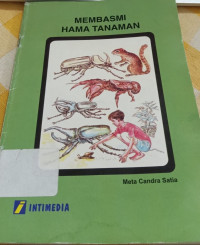 MEMBASMI
HAMA TANAMAN
Mata Candra Satia
INTIMEDIA